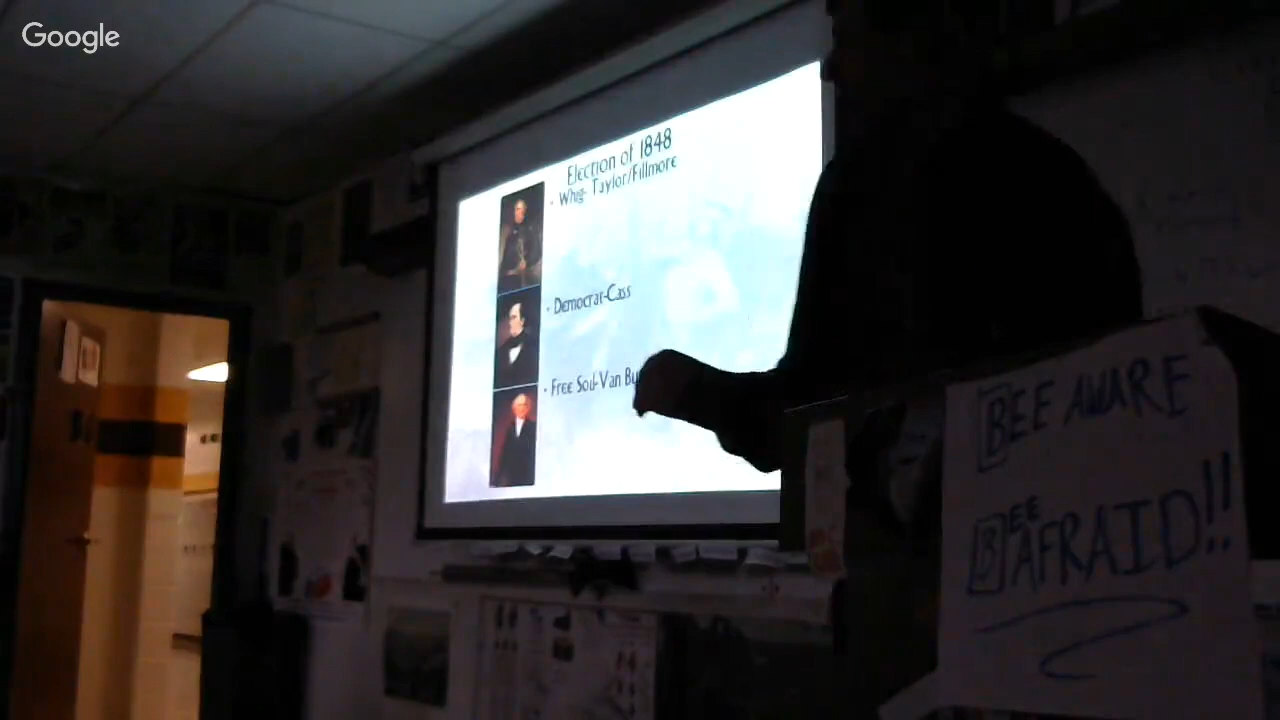 Google
Election of 1848
• Whig- Taylor/Fillmore
• Democrat-Cass
• Free Soil-Van Bu
BEE AWARE
BEE
AFRAID!!